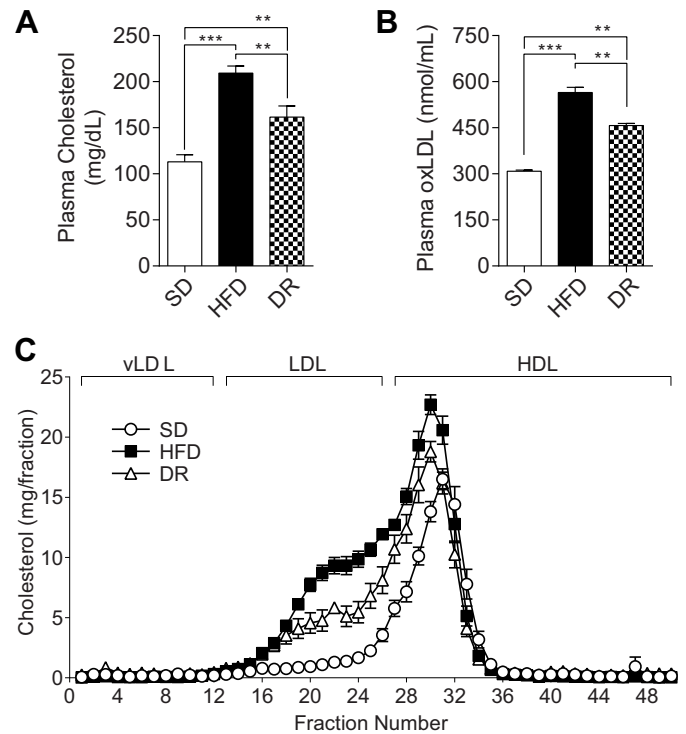 A
Plasma Cholesterol
(mg/dL)
250
200
150
100
50
0
**
***
**
SD
HFD
DR
B
Plasma oxLDL (nmol/mL)
750
600
450
300
150
0
**
***
**
SD
HFD
DR
C
vLD L
LDL
HDL
Cholesterol (mg/fraction)
25
20
15
10
5
0
SD
HFD
DR
0 4 8 12 16 20 24 28 32 36 40 44 48
Fraction Number